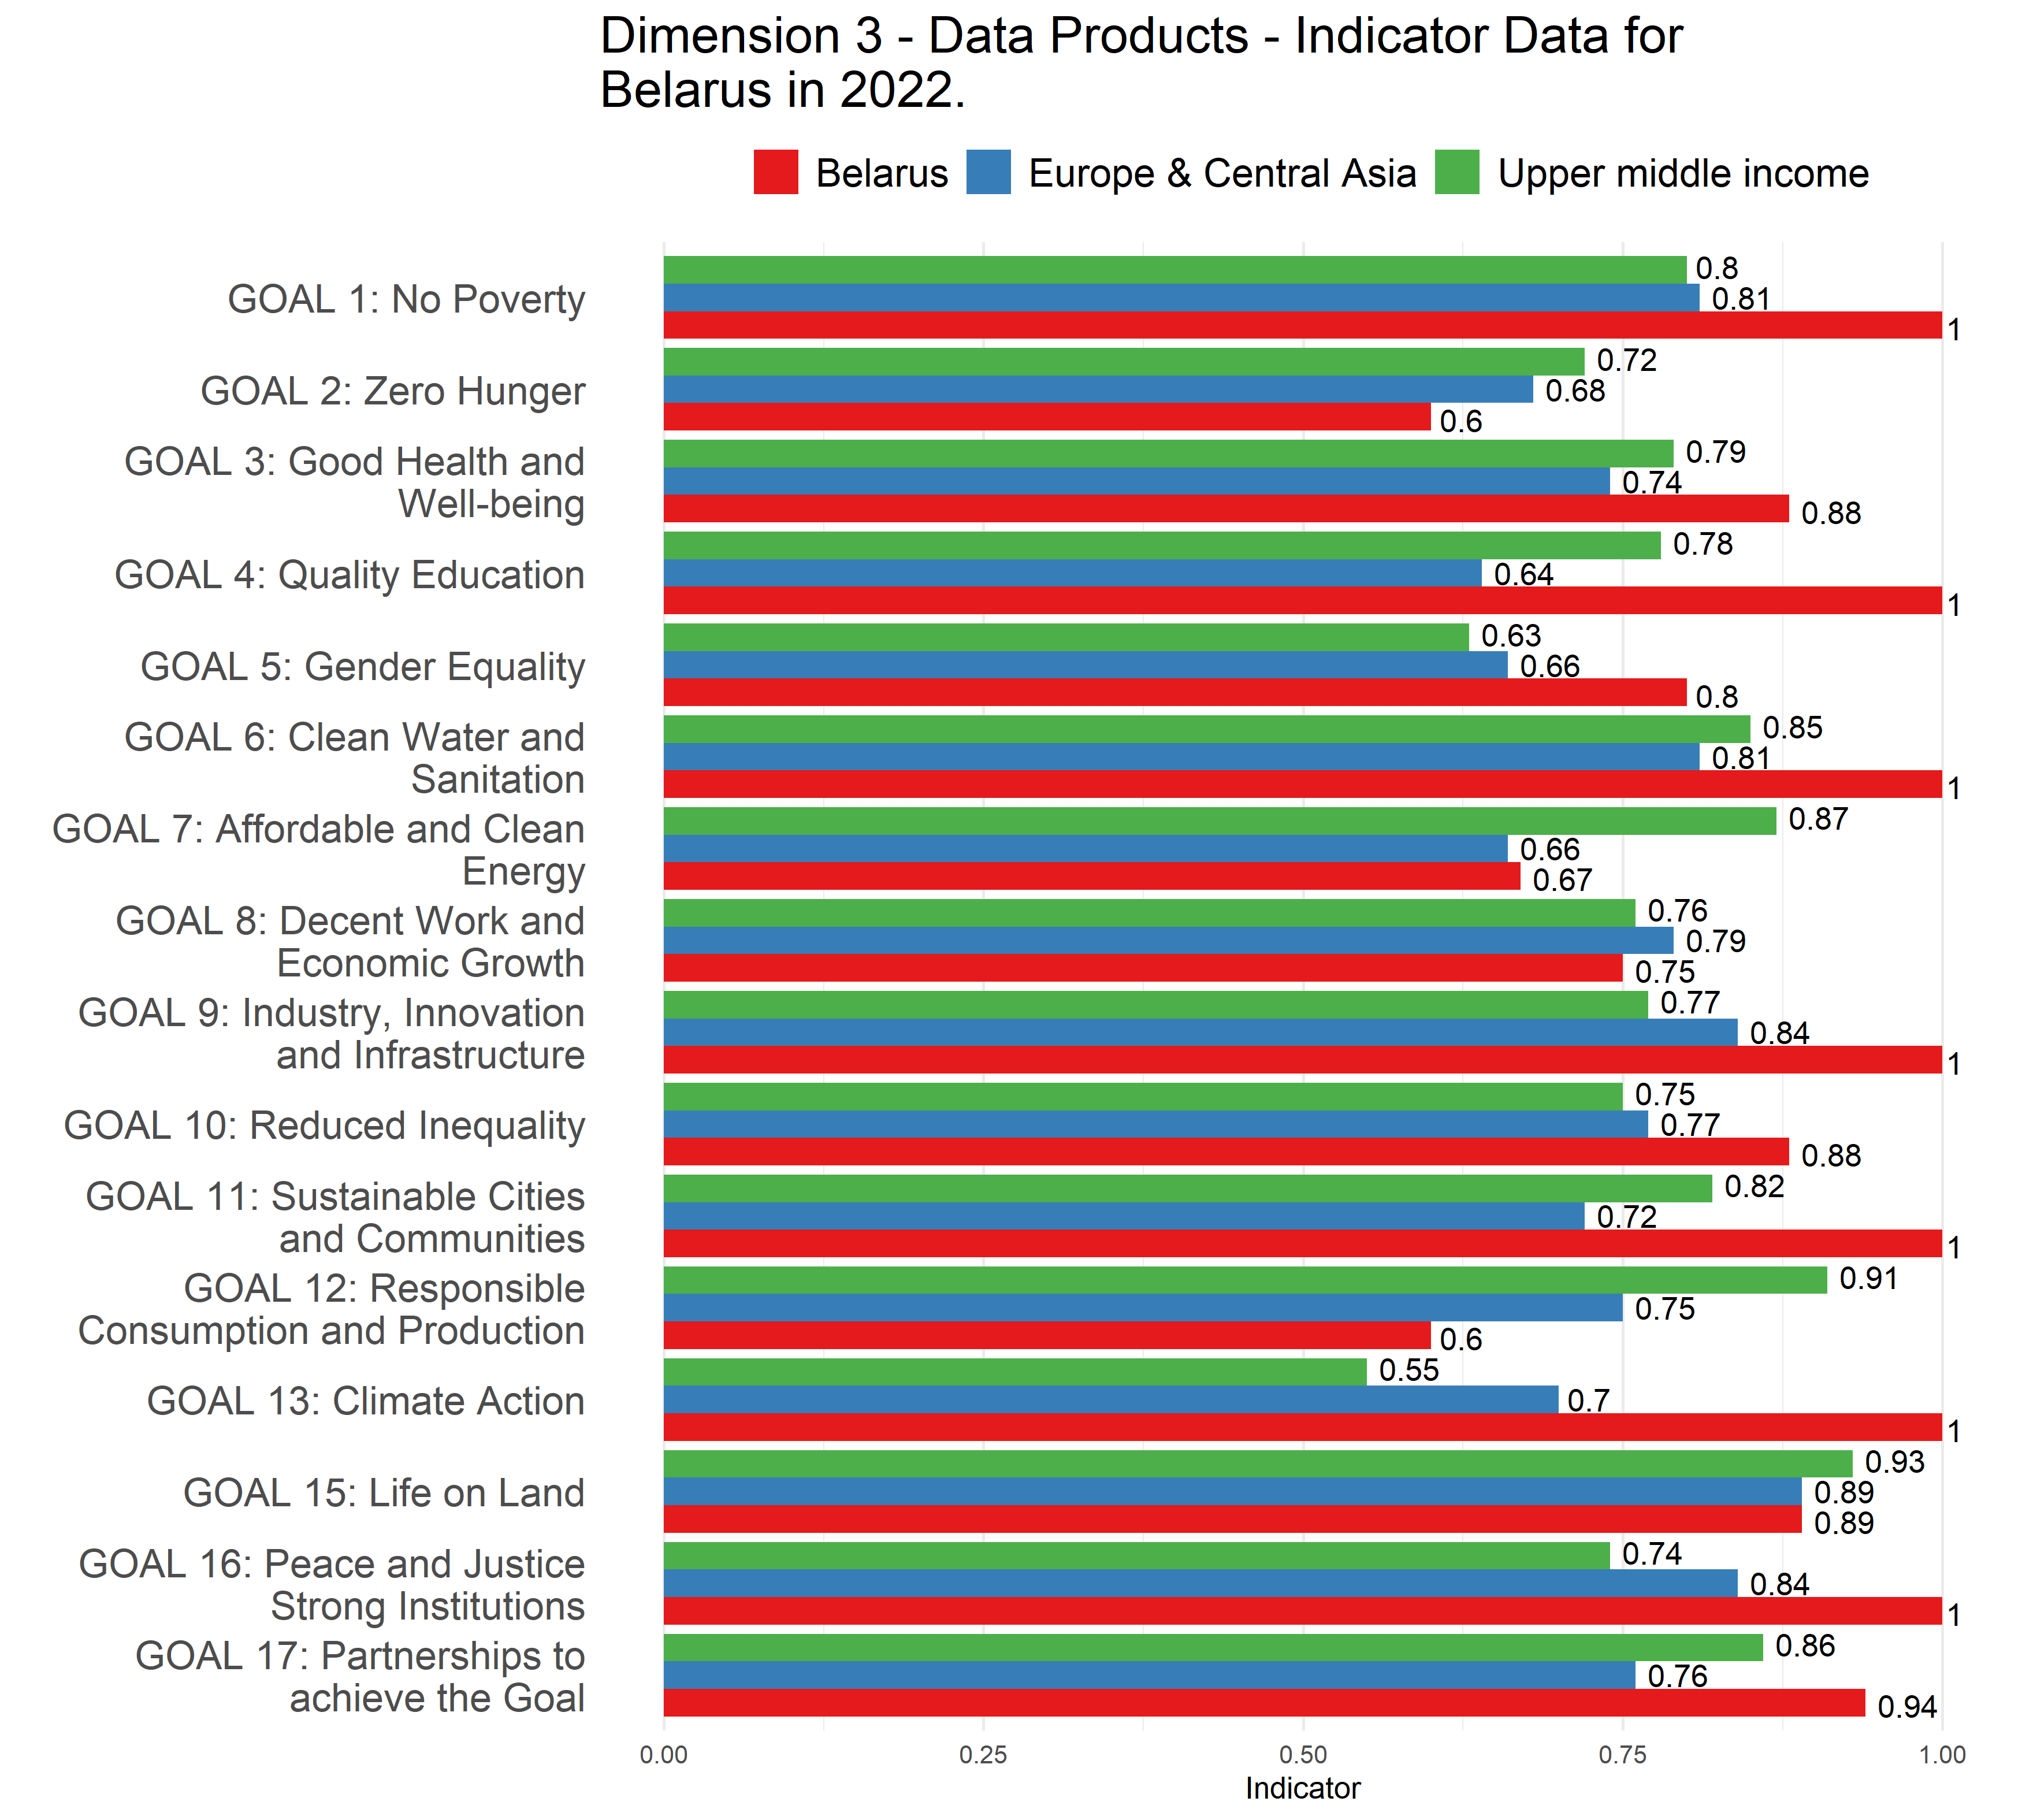 Dimension 3 - Data Products - Indicator Data for
Belarus in 2022.
Belarus
Europe & Central Asia
Upper middle income
GOAL 1: No Poverty
0.8
0.81
1
GOAL 2: Zero Hunger
0.72
0.68
0.6
GOAL 3: Good Health and
Well-being
0.79
0.74
0.88
GOAL 4: Quality Education
0.78
0.64
1
GOAL 5: Gender Equality
0.63
0.66
0.8
GOAL 6: Clean Water and
Sanitation
0.85
0.81
1
GOAL 7: Affordable and Clean
Energy
0.87
0.66
0.67
GOAL 8: Decent Work and
Economic Growth
0.76
0.79
0.75
GOAL 9: Industry, Innovation
and Infrastructure
0.77
0.84
1
GOAL 10: Reduced Inequality
0.75
0.77
0.88
GOAL 11: Sustainable Cities
and Communities
0.82
0.72
1
GOAL 12: Responsible
Consumption and Production
0.91
0.75
0.6
GOAL 13: Climate Action
0.55
0.7
1
GOAL 15: Life on Land
0.93
0.89
0.89
GOAL 16: Peace and Justice
Strong Institutions
0.74
0.84
1
GOAL 17: Partnerships to
achieve the Goal
0.86
0.76
0.94
0.00
0.25
0.50
0.75
1.00
Indicator